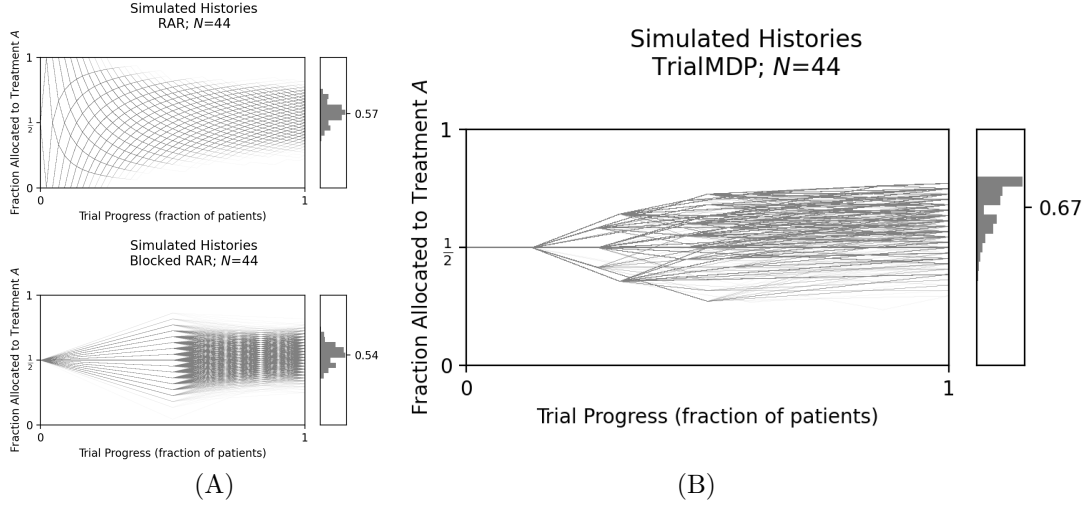 Simulated Histories
RAR; N=44
Fraction Allocated to Treatment A
1
1/2
0
0.57
0
1
Trial Progress (fraction of patients)
Simulated Histories
Blocked RAR; N=44
Fraction Allocated to Treatment A
1
1/2
0
0.54
0
1
Trial Progress (fraction of patients)
(A)
Simulated Histories
TrialMDP; N=44
Fraction Allocated to Treatment A
1
1/2
0
0.67
0
1
Trial Progress (fraction of patients)
(B)